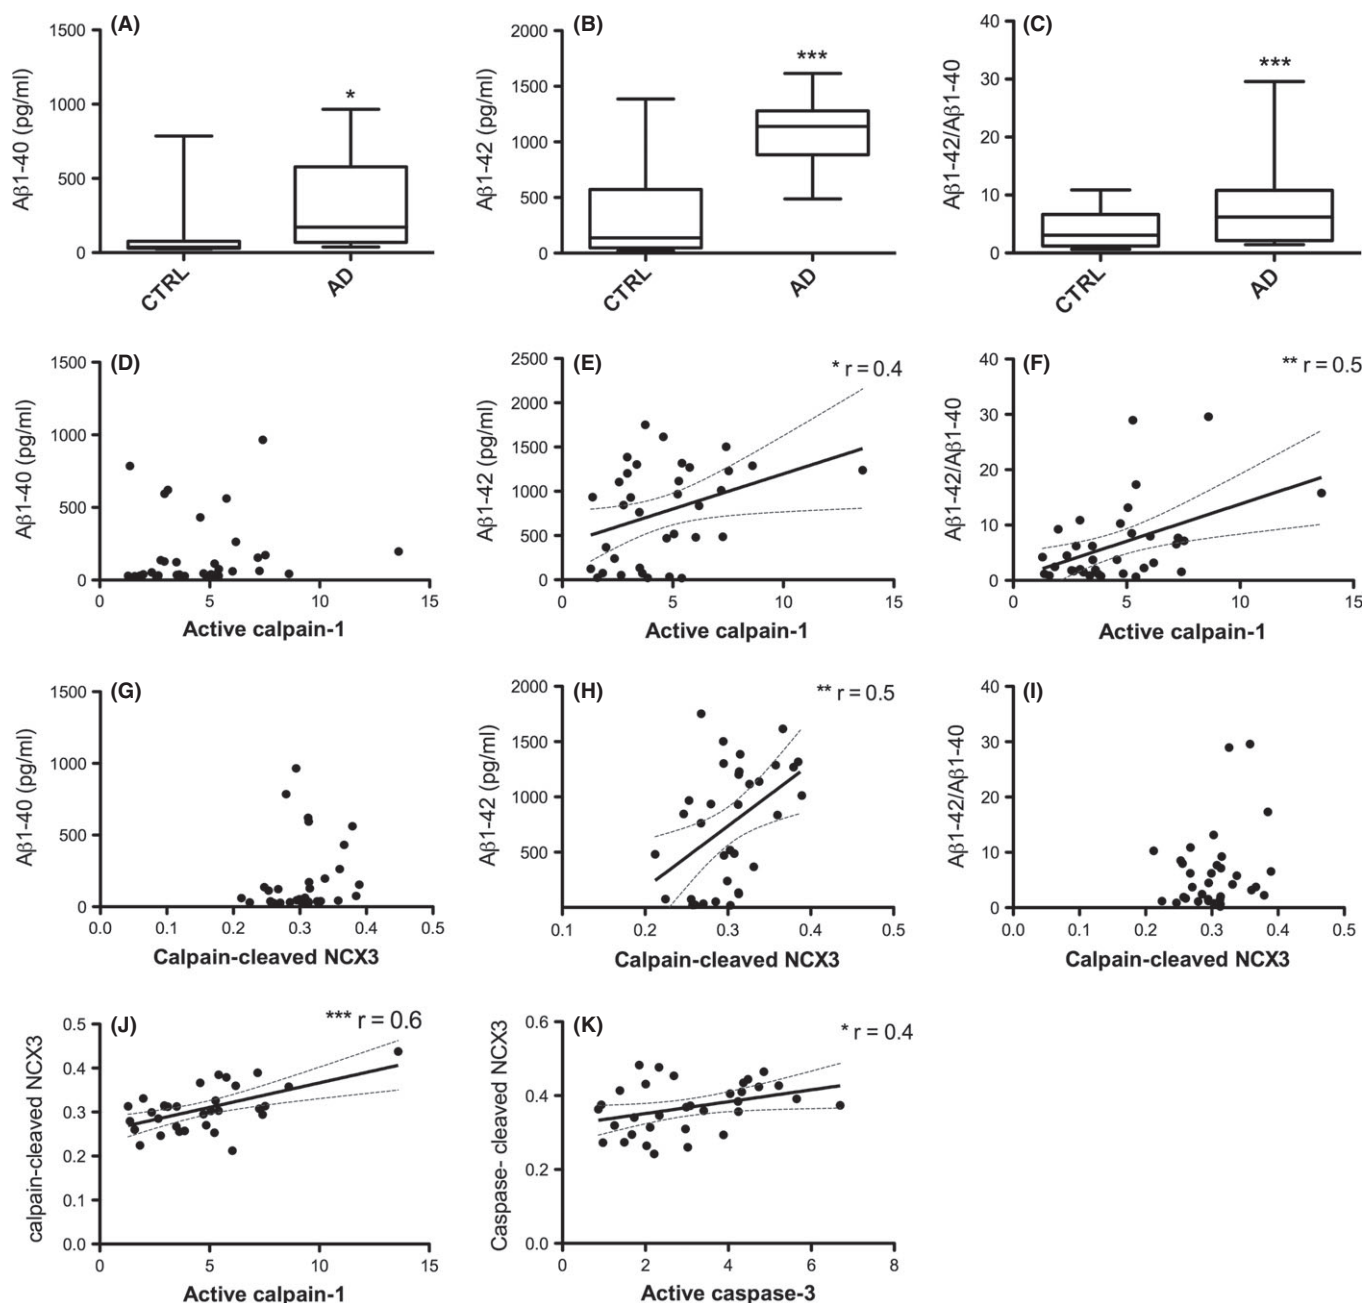 (A)
Aβ1-40 (pg/ml)
1500
1000
500
0
*
CTRL
AD
(B)
Aβ1-42 (pg/ml)
2000
1500
1000
500
0
***
CTRL
AD
(C)
Aβ1-42/Aβ1-40
40
30
20
10
0
***
CTRL
AD
(D)
Aβ1-40 (pg/ml)
1500
1000
500
0
0 5 10 15
Active calpain-1
(E)
* r = 0.4
Aβ1-42 (pg/ml)
2500
2000
1500
1000
500
0
0 5 10 15
Active calpain-1
(F)
** r = 0.5
Aβ1-42/Aβ1-40
40
30
20
10
0
0 5 10 15
Active calpain-1
(G)
Aβ1-40 (pg/ml)
1500
1000
500
0
0.0 0.1 0.2 0.3 0.4 0.5
Calpain-cleaved NCX3
(H)
** r = 0.5
Aβ1-42 (pg/ml)
2000
1500
1000
500
0
0.1 0.2 0.3 0.4 0.5
Calpain-cleaved NCX3
(I)
Aβ1-42/Aβ1-40
40
30
20
10
0
0.0 0.1 0.2 0.3 0.4 0.5
Calpain-cleaved NCX3
(J)
*** r = 0.6
calpain-cleaved NCX3
0.5
0.4
0.3
0.2
0.1
0.0
0 5 10 15
Active calpain-1
(K)
* r = 0.4
Caspase- cleaved NCX3
0.6
0.4
0.2
0.0
0 2 4 6 8
Active caspase-3